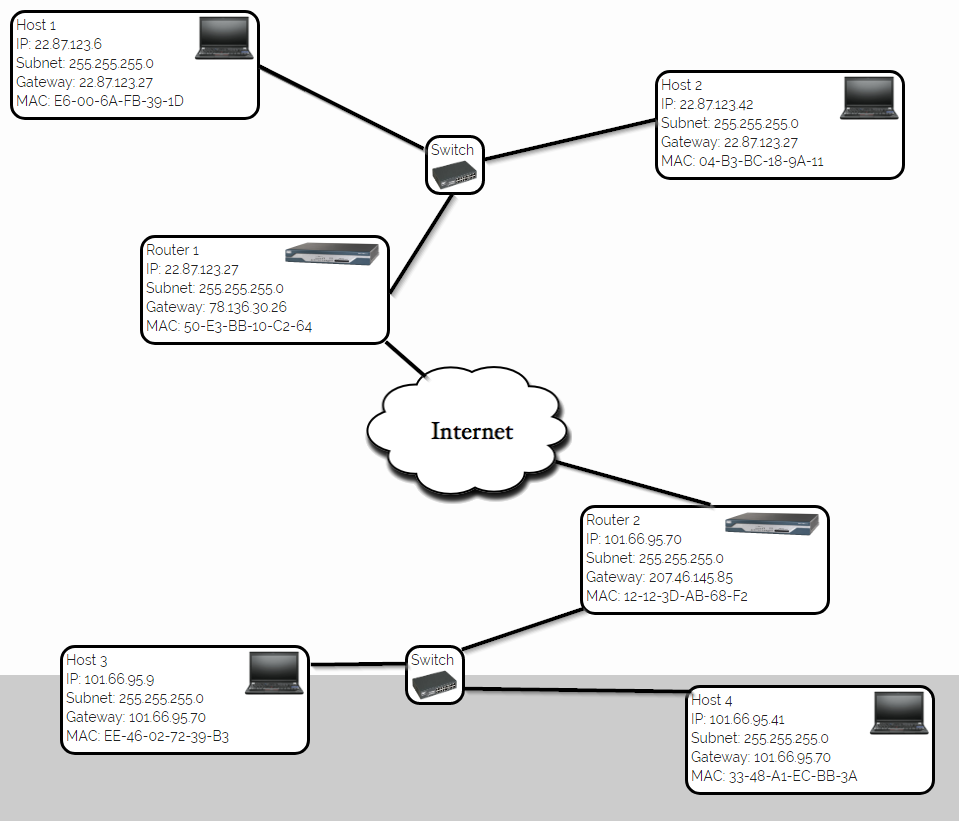 Host 1
IP: 22.87.123.6
Subnet: 255.255.255.0
Gateway: 22.87.123.27
MAC: E6-00-6A-FB-39-1D
Host 2
IP: 22.87.123.42
Subnet: 255.255.255.0
Gateway: 22.87.123.27
MAC: 04-B3-BC-18-9A-11
Switch
Router 1
IP: 22.87.123.27
Subnet: 255.255.255.0
Gateway: 78.136.30.26
MAC: 50-E3-BB-10-C2-64
Internet
Router 2
IP: 101.66.95.70
Subnet: 255.255.255.0
Gateway: 207.46.145.85
MAC: 12-12-3D-AB-68-F2
Host 3
IP: 101.66.95.9
Subnet: 255.255.255.0
Gateway: 101.66.95.70
MAC: EE-46-02-72-39-B3
Switch
Host 4
IP: 101.66.95.41
Subnet: 255.255.255.0
Gateway: 101.66.95.70
MAC: 33-48-A1-EC-BB-3A